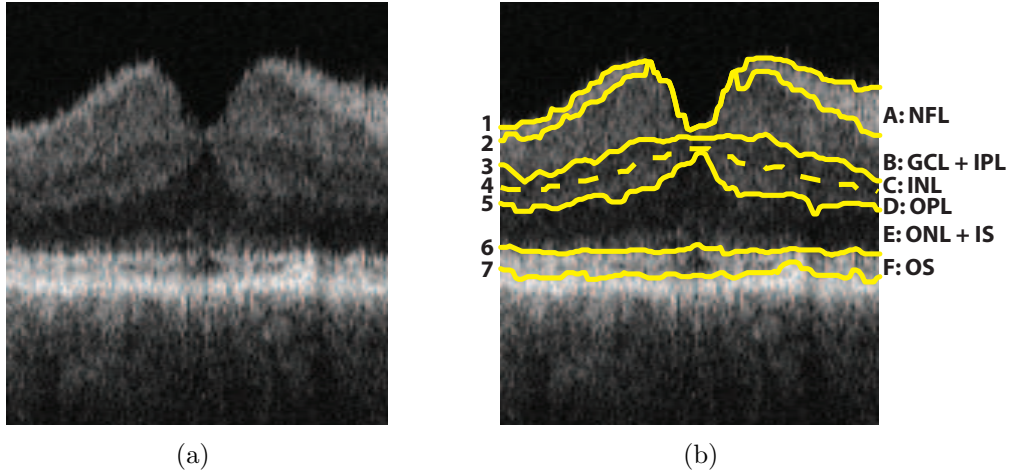 1
2
3
4
5
6
7
A: NFL
B: GCL + IPL
C: INL
D: OPL
E: ONL + IS
F: OS
(a)
(b)